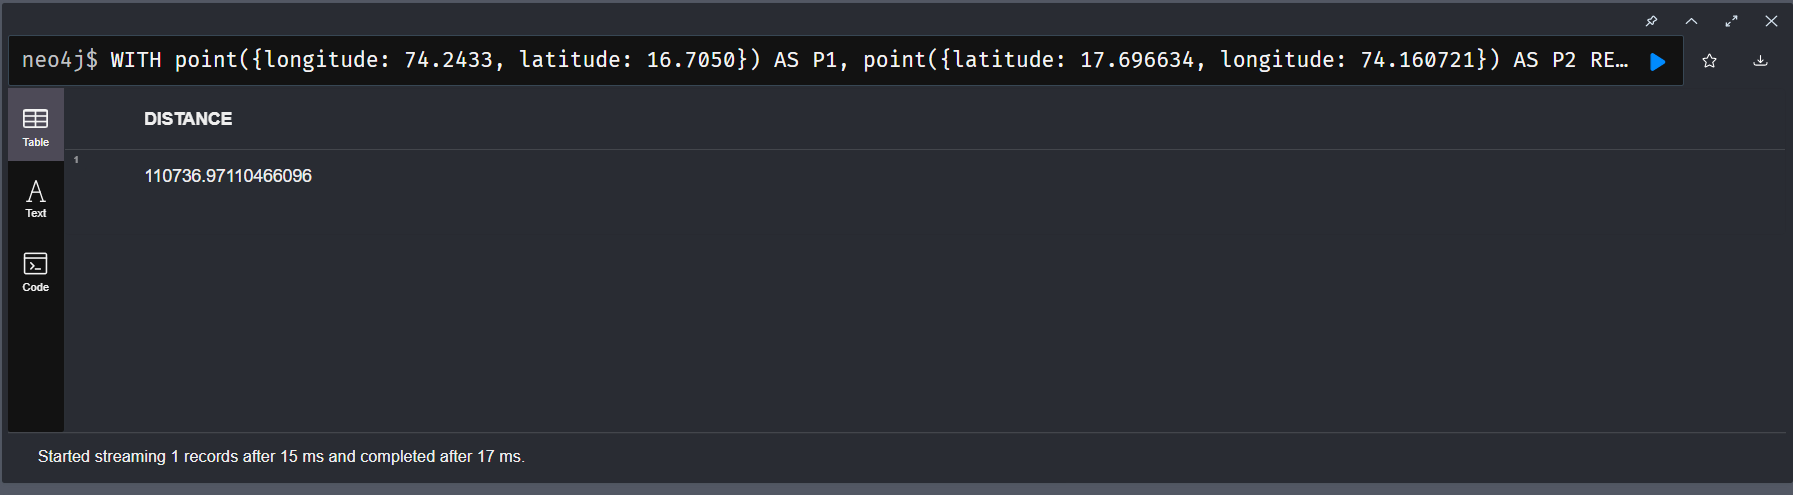 neo4j$ WITH point({longitude: 74.2433, latitude: 16.7050}) AS P1, point({latitude: 17.696634, longitude: 74.160721}) AS P2 RE…
Table
DISTANCE
1
110736.97110466096
Text
Code
Started streaming 1 records after 15 ms and completed after 17 ms.